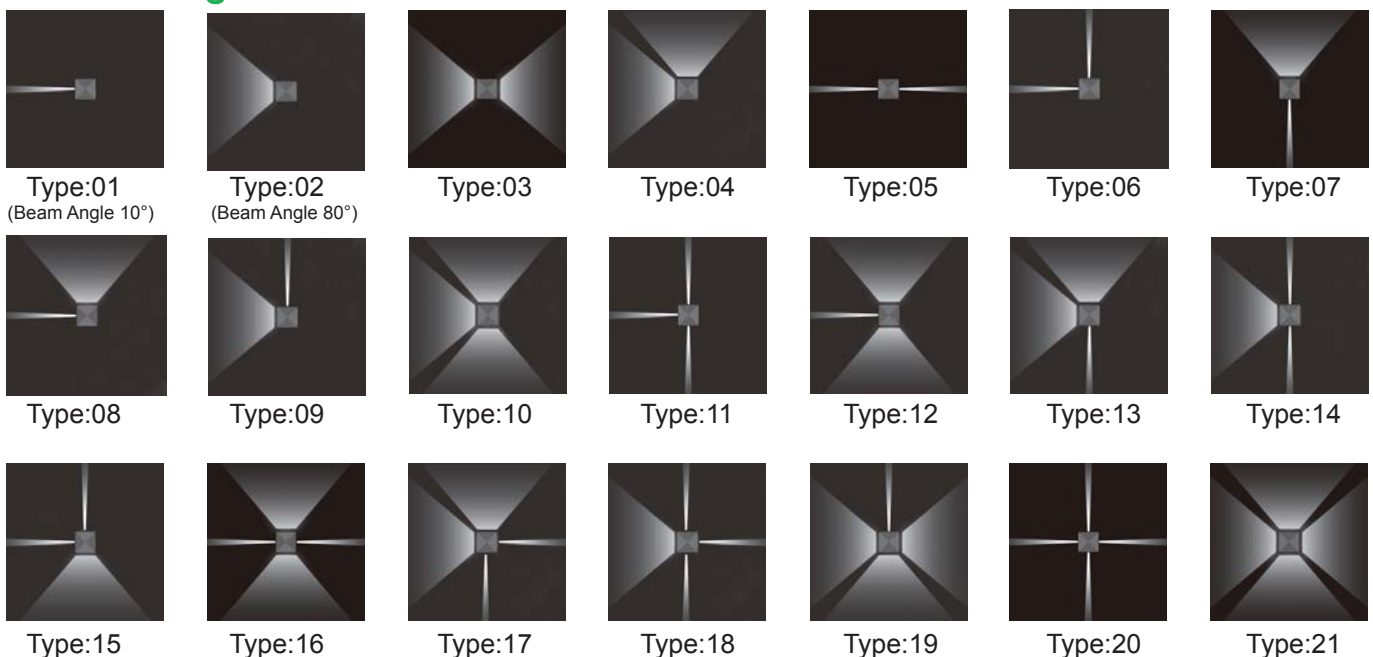 Type:01 Type:02 Type:03 Type:04 Type:05 Type:06 Type:07
(Beam Angle 10°) (Beam Angle 80°)
Type:08 Type:09 Type:10 Type:11 Type:12 Type:13 Type:14
Type:15 Type:16 Type:17 Type:18 Type:19 Type:20 Type:21